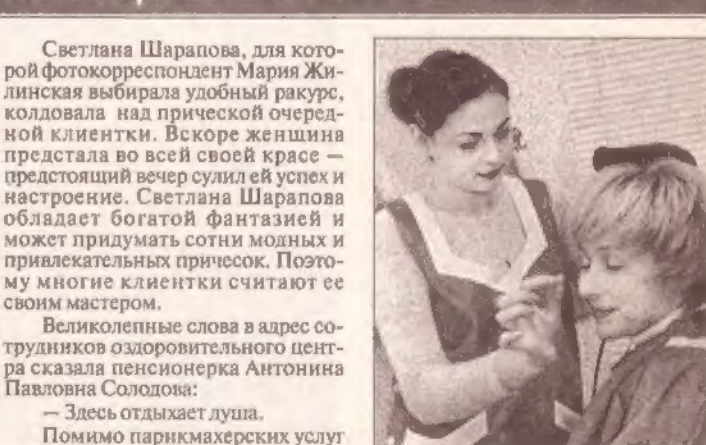 Светлана Шарапова, для кото-
рой фотокорреспондент Мария Жи-
линская выбирала удобный ракурс,
колдовала над прической очеред-
ной клиентки. Вскоре женщина
предстала во всей своей красе —
предстоящий вечер сулил ей успех и
настроение. Светлана Шарапова
обладает богатой фантазией и
может придумать сотни модных и
привлекательных причесок. Поэто-
му многие клиентки считают ее
своим мастером.
Великолепные слова в адрес со-
трудников оздоровительного цент-
ра сказала пенсионерка Антонина
Павловна Солодова:
— Здесь отдыхает душа.
Помимо парикмахерских услуг